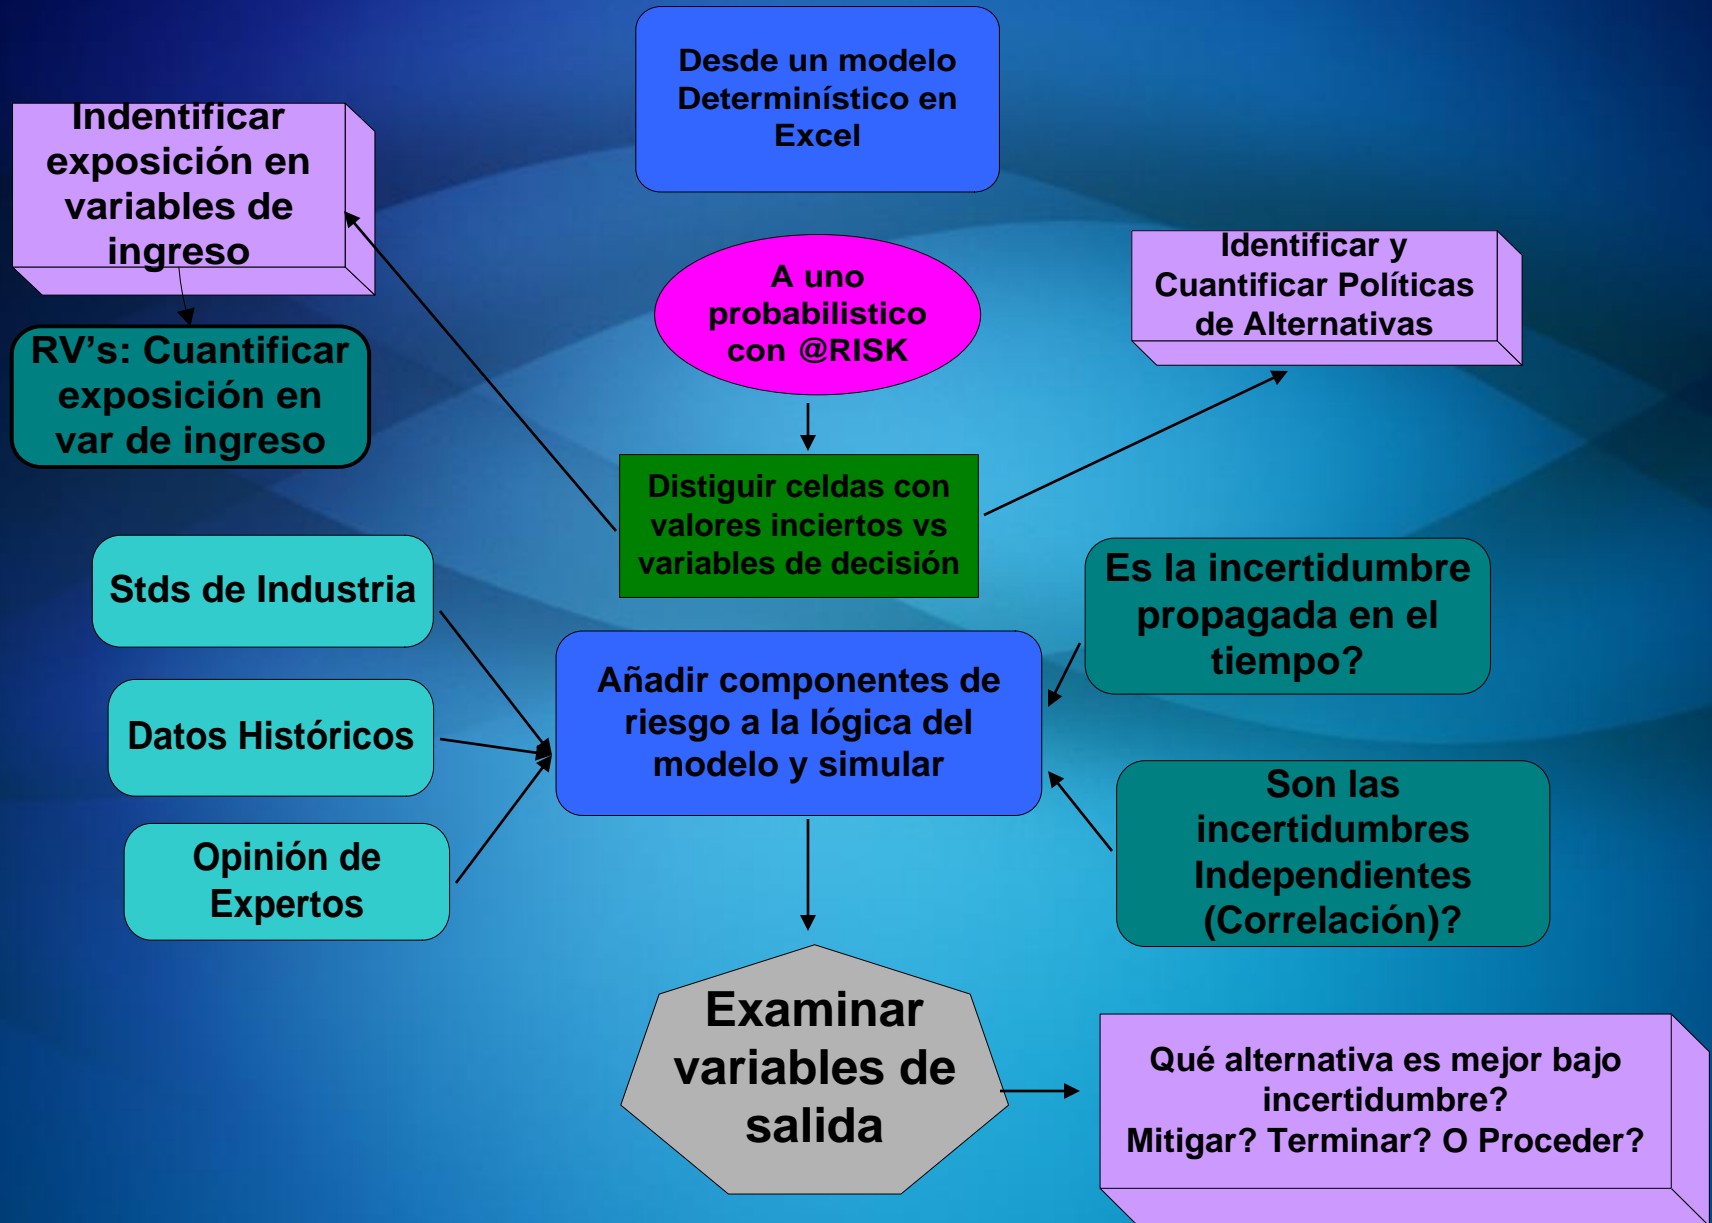 Desde un modelo
Determinístico en
Excel
Indentificar
exposición en
variables de
ingreso
A uno
probabilistico
con @RISK
Identificar y
Cuantificar Políticas
de Alternativas
RV's: Cuantificar
exposición en
var de ingreso
Distiguir celdas con
valores inciertos vs
variables de decisión
Stds de Industria
Es la incertidumbre
propagada en el
tiempo?
Añadir componentes de
riesgo a la lógica del
modelo y simular
Datos Históricos
Son las
incertidumbres
Independientes
(Correlación)?
Opinión de
Expertos
Examinar
variables de
salida
Qué alternativa es mejor bajo
incertidumbre?
Mitigar? Terminar? O Proceder?